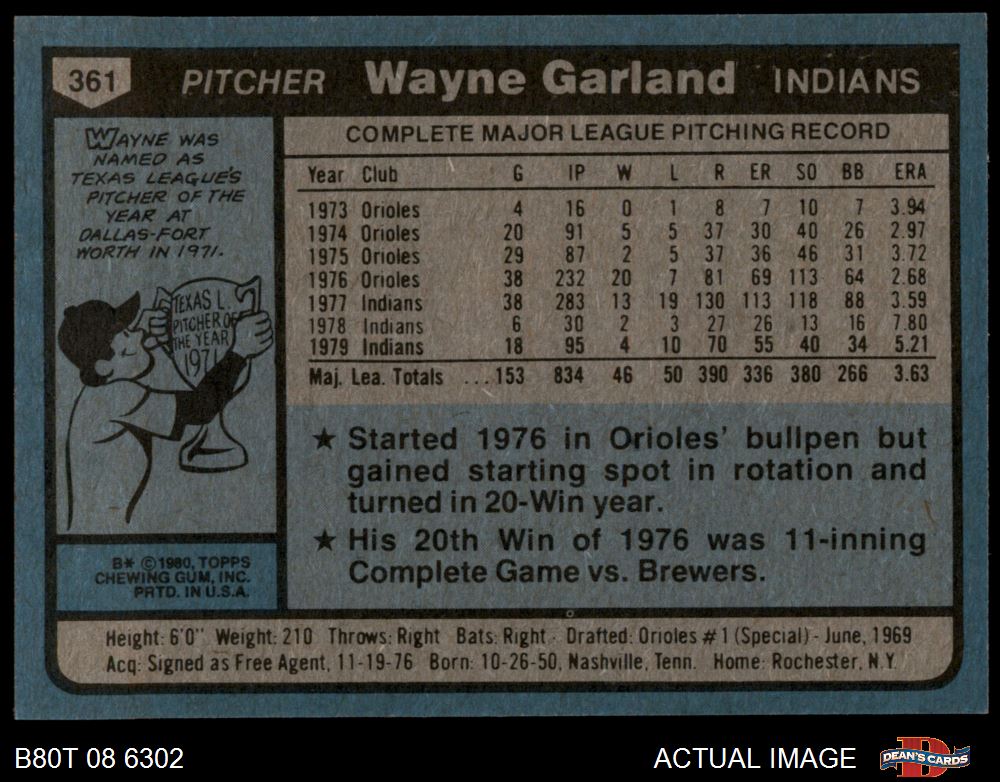 361 PITCHER Wayne Garland INDIANS
WAYNE WAS
NAMED AS
TEXAS LEAGUE'S
PITCHER OF THE
YEAR AT
DALLAS-FORT
WORTH IN 1971.
TEXAS L.
PITCHER OF
THE YEAR
1971
B* ©1980, TOPPS
CHEWING GUM, INC.
PRTD. IN U.S.A.
COMPLETE MAJOR LEAGUE PITCHING RECORD
Year Club G IP W L R ER SO BB ERA
1973 Orioles 4 16 0 1 8 7 10 7 3.94
1974 Orioles 20 91 5 5 37 30 40 26 2.97
1975 Orioles 29 87 2 5 37 36 46 31 3.72
1976 Orioles 38 232 20 7 81 69 113 64 2.68
1977 Indians 38 283 13 19 130 113 118 88 3.59
1978 Indians 6 30 2 3 27 26 13 16 7.80
1979 Indians 18 95 4 10 70 55 40 34 5.21
Maj. Lea. Totals ...153 834 46 50 390 336 380 266 3.63
★ Started 1976 in Orioles' bullpen but
gained starting spot in rotation and
turned in 20-Win year.
★ His 20th Win of 1976 was 11-inning
Complete Game vs. Brewers.
Height: 6'0" Weight: 210 Throws: Right Bats: Right · Drafted: Orioles #1 (Special) - June, 1969
Acq: Signed as Free Agent, 11-19-76 Born: 10-26-50, Nashville, Tenn. Home: Rochester, N.Y.
B80T 08 6302 ACTUAL IMAGE DEAN'S CARDS